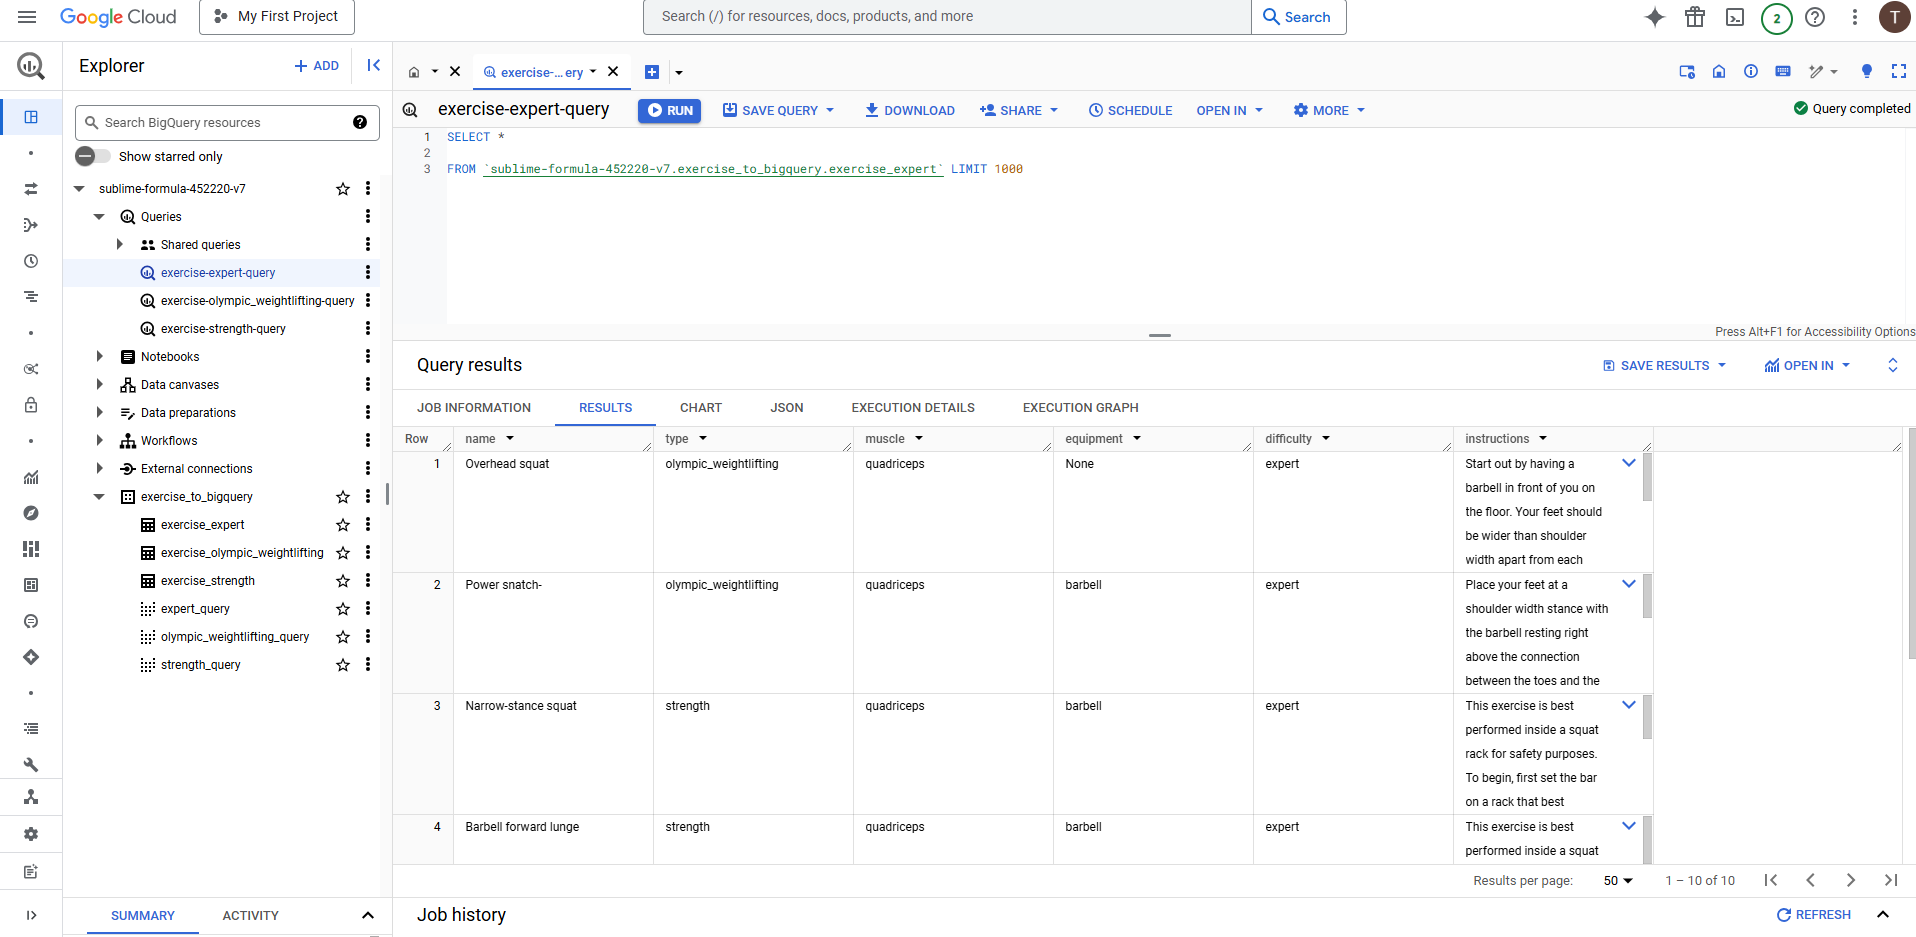 Google Cloud
My First Project
Search (/) for resources, docs, products, and more
Search
2
T
Explorer
ADD
Search BigQuery resources
Show starred only
sublime-formula-452220-v7
Queries
Shared queries
exercise-expert-query
exercise-olympic_weightlifting-query
exercise-strength-query
Notebooks
Data canvases
Data preparations
Workflows
External connections
exercise_to_bigquery
exercise_expert
exercise_olympic_weightlifting
exercise_strength
expert_query
olympic_weightlifting_query
strength_query
SUMMARY
ACTIVITY
exercise-... ery
exercise-expert-query
RUN
SAVE QUERY
DOWNLOAD
SHARE
SCHEDULE
OPEN IN
MORE
Query completed
1 SELECT *
2
3 FROM `sublime-formula-452220-v7.exercise_to_bigquery.exercise_expert` LIMIT 1000
Press Alt+F1 for Accessibility Options
Query results
SAVE RESULTS
OPEN IN
JOB INFORMATION
RESULTS
CHART
JSON
EXECUTION DETAILS
EXECUTION GRAPH
Row name type muscle equipment difficulty instructions
1 Overhead squat olympic_weightlifting quadriceps None expert Start out by having a
barbell in front of you on
the floor. Your feet should
be wider than shoulder
width apart from each
2 Power snatch- olympic_weightlifting quadriceps barbell expert Place your feet at a
shoulder width stance with
the barbell resting right
above the connection
between the toes and the
3 Narrow-stance squat strength quadriceps barbell expert This exercise is best
performed inside a squat
rack for safety purposes.
To begin, first set the bar
on a rack that best
4 Barbell forward lunge strength quadriceps barbell expert This exercise is best
performed inside a squat
Results per page: 50 1 – 10 of 10
Job history
REFRESH